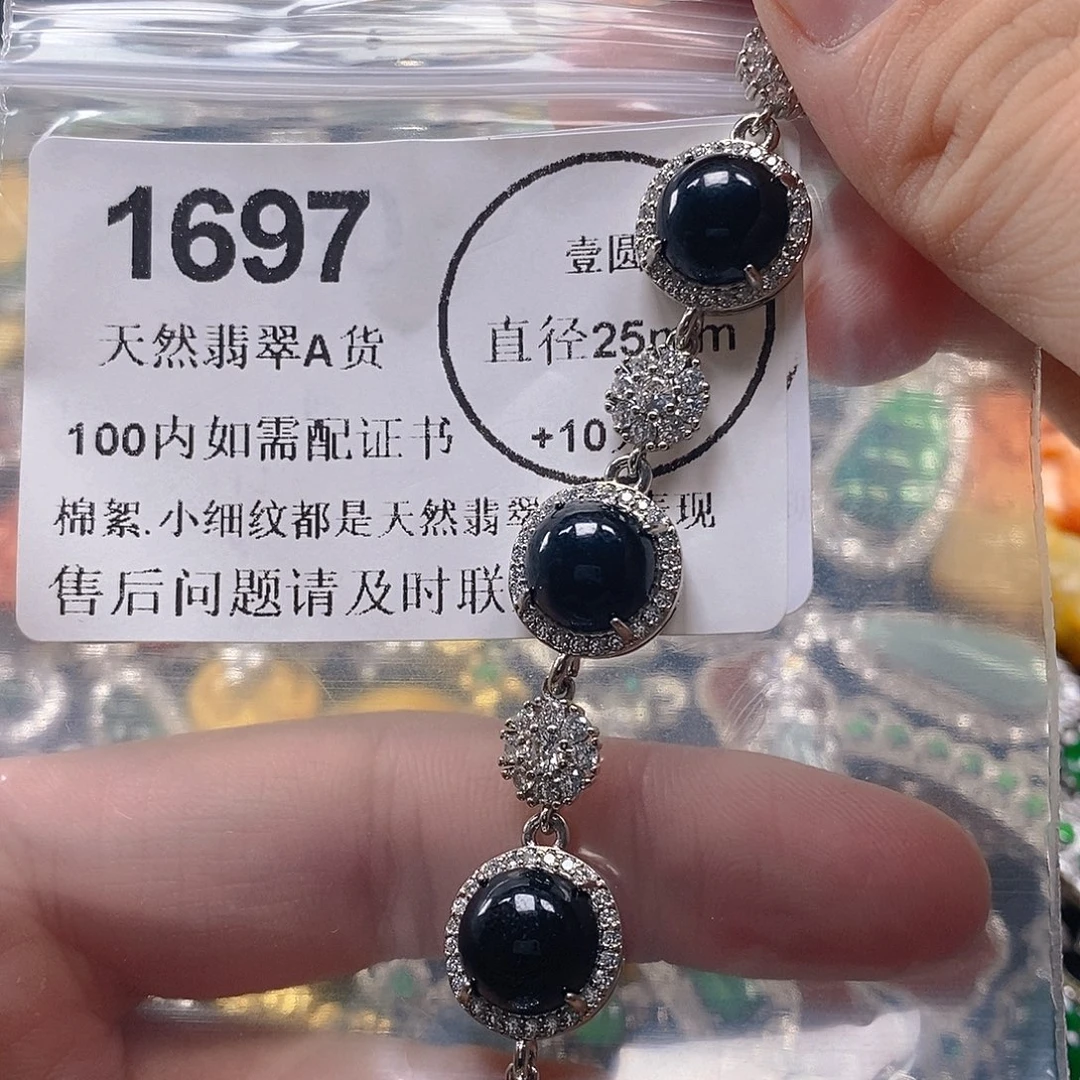 1697
壹圆
天然翡翠A货
直径25mm
100内如需配证书
+10
棉絮.小细纹都是天然翡翠 表现
售后问题请及时联